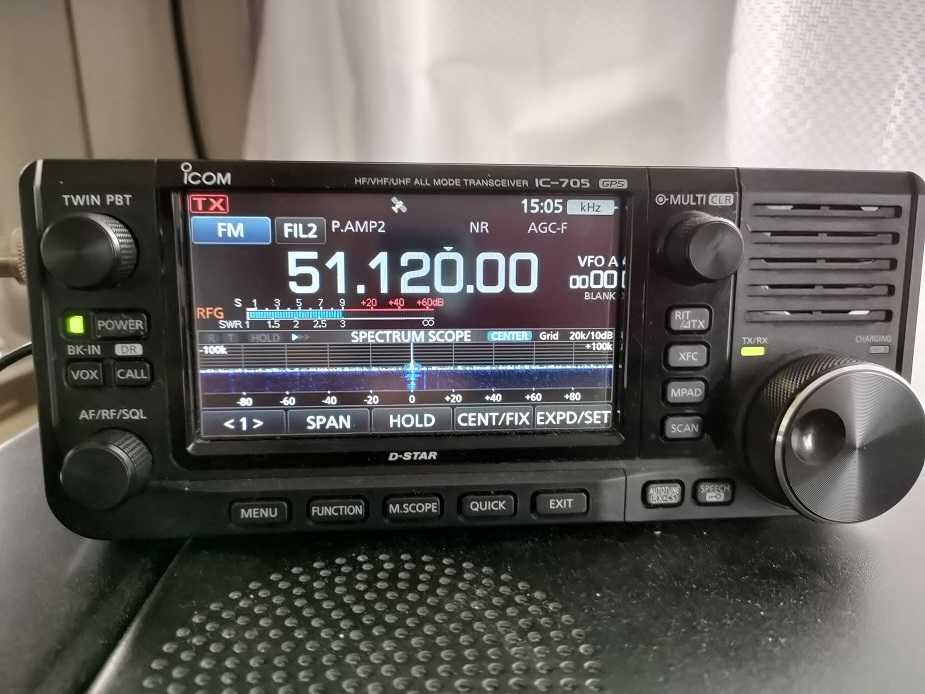 ICOM
HF/VHF/UHF ALL MODE TRANSCEIVER IC-705 GPS
TWIN PBT
MULTI CLR
TX
15:05 kHz
FM FIL2 P.AMP2 NR AGC-F
51.120.00
VFO A
BLANK
RFG
S 1 3 5 7 9 +20 +40 +60dB
SWR 1 1.5 2 2.5 3 ∞
HOLD SPECTRUM SCOPE CENTER Grid 20k/10dB
-100k +100k
-80 -60 -40 -20 0 +20 +40 +60 +80
<1> SPAN HOLD CENT/FIX EXPD/SET
D-STAR
POWER
BK-IN DR
VOX CALL
AF/RF/SQL
RIT
/⊿TX
XFC
MPAD
SCAN
TX/RX
CHARGING
MENU FUNCTION M.SCOPE QUICK EXIT
AUTOTUNE
SPEECH